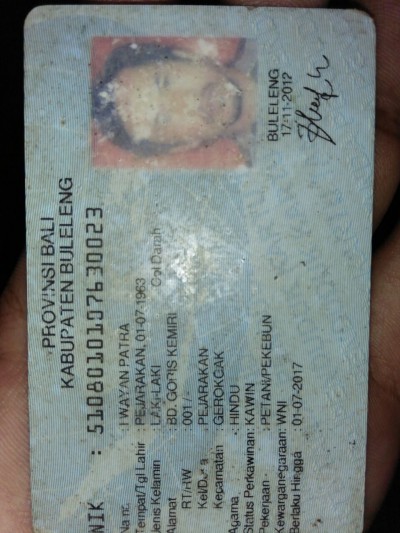 PROVINSI BALI
KABUPATEN BULELENG
NIK : 5108010107630023
Nama : I WAYAN PATRA
Tempat/Tgl Lahir : PEJARAKAN, 01-07-1963
Jenis Kelamin : LAKI-LAKI Gol Darah
Alamat : BD. GORIS KEMIRI
RT/RW : 001 /
Kel/Desa : PEJARAKAN
Kecamatan : GEROKGAK
Agama : HINDU
Status Perkawinan: KAWIN
Pekerjaan : PETANI/PEKEBUN
Kewarganegaraan: WNI
Berlaku Hingga : 01-07-2017
BULELENG
17-11-2012